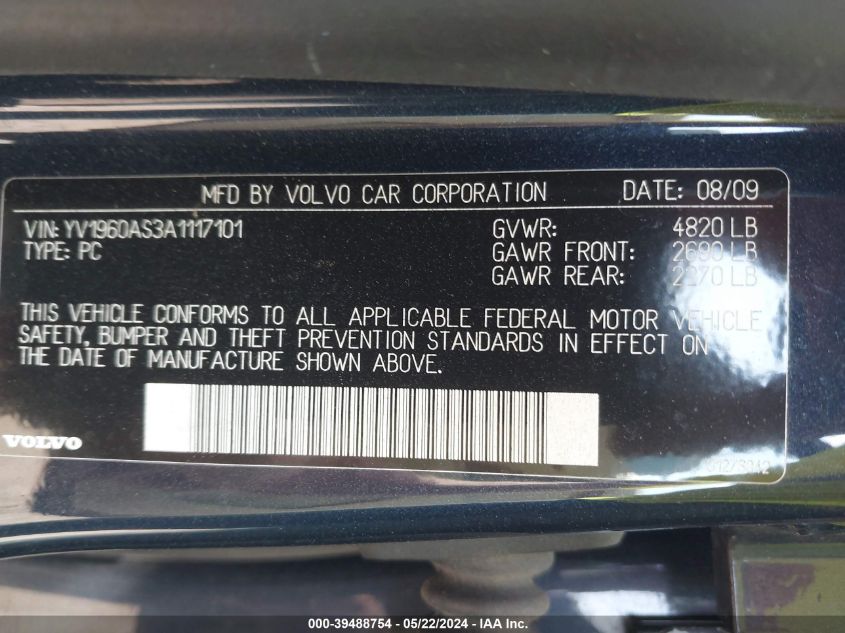 MFD BY VOLVO CAR CORPORATION DATE: 08/09
VIN: YV1960AS3A1117101 GVWR: 4820 LB
TYPE: PC GAWR FRONT: 2690 LB
GAWR REAR: 2270 LB
THIS VEHICLE CONFORMS TO ALL APPLICABLE FEDERAL MOTOR VEHICLE
SAFETY, BUMPER AND THEFT PREVENTION STANDARDS IN EFFECT ON
THE DATE OF MANUFACTURE SHOWN ABOVE.
VOLVO
000-39488754 - 05/22/2024 - IAA Inc.